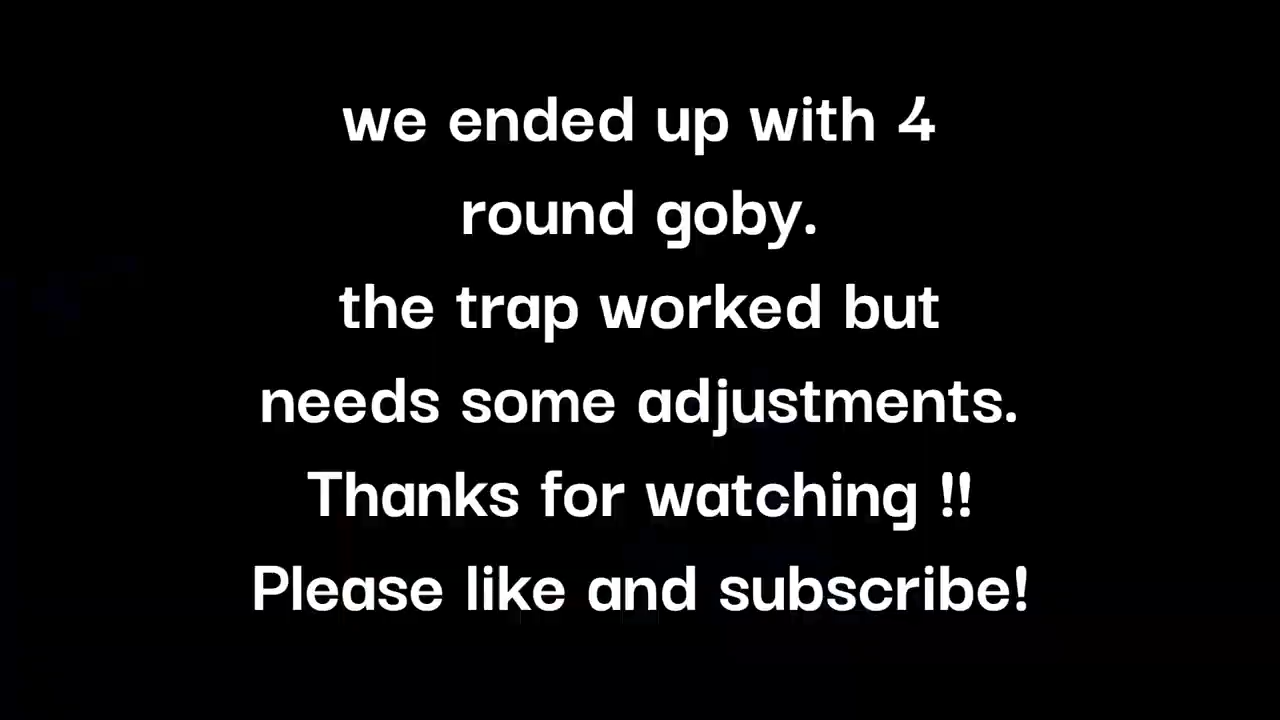 we ended up with 4
round goby.
the trap worked but
needs some adjustments.
Thanks for watching !!
Please like and subscribe!